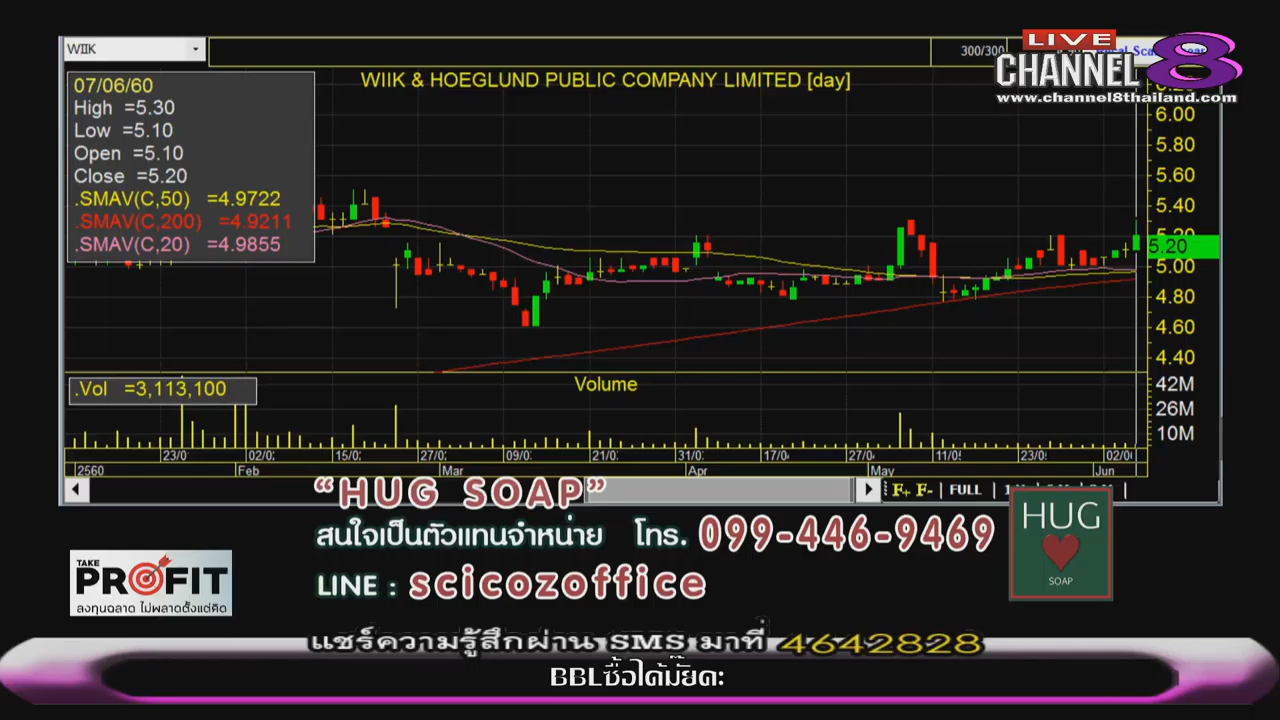 WIIK
300/300
LIVE
CHANNEL 8
www.channel8thailand.com
WIIK & HOEGLUND PUBLIC COMPANY LIMITED [day]
07/06/60
High =5.30
Low =5.10
Open =5.10
Close =5.20
.SMAV(C,50) =4.9722
.SMAV(C,200) =4.9211
.SMAV(C,20) =4.9855
6.00
5.80
5.60
5.40
5.20
5.20
5.00
4.80
4.60
4.40
.Vol =3,113,100
Volume
42M
26M
10M
23/0 02/0 15/0 27/0 09/0 21/0 31/0 17/0 27/0 11/0 23/0 02/0
2560 Feb Mar Apr May Jun
F+ F- | FULL
“HUG SOAP”
สนใจเป็นตัวแทนจำหน่าย โทร. 099-446-9469
LINE : scicozoffice
HUG
SOAP
TAKE
PROFIT
ลงทุนฉลาด ไม่พลาดตั้งแต่คิด
แชร์ความรู้สึกผ่าน SMS มาที่ 4642828
BBLซื้อได้มั๊ยคะ